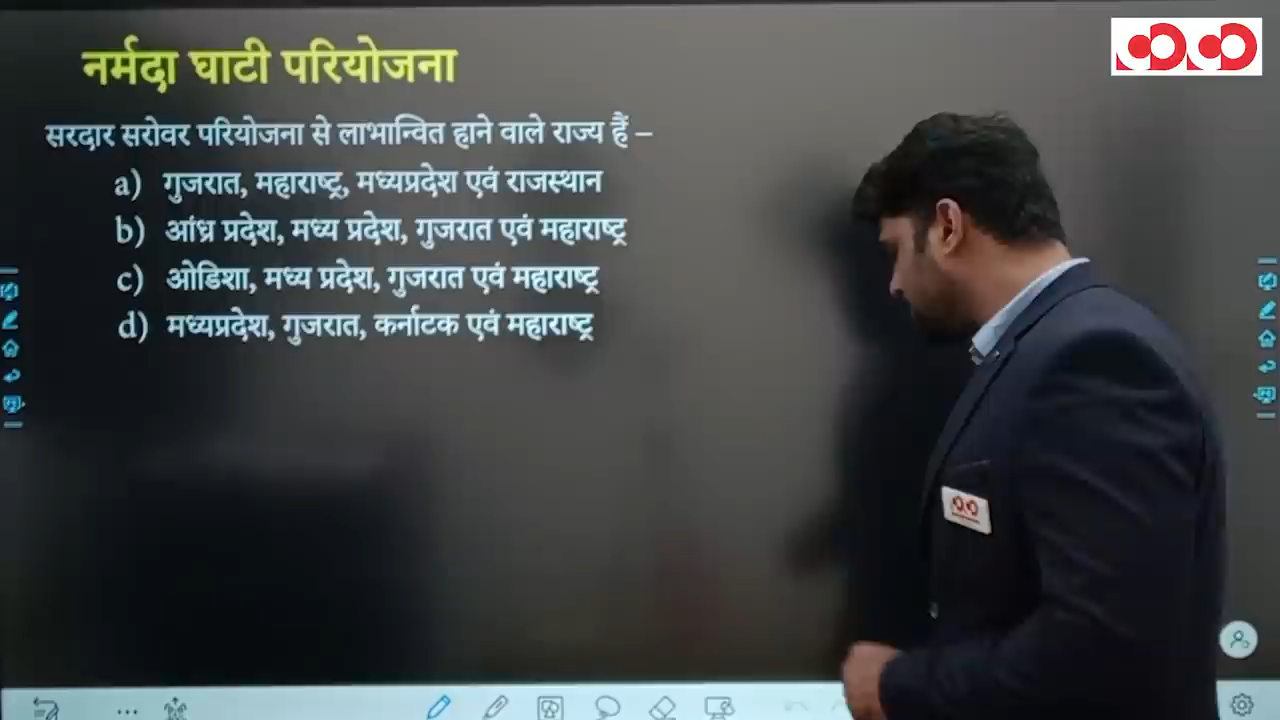 नर्मदा घाटी परियोजना
सरदार सरोवर परियोजना से लाभान्वित हाने वाले राज्य हैं –
a) गुजरात, महाराष्ट्र, मध्यप्रदेश एवं राजस्थान
b) आंध्र प्रदेश, मध्य प्रदेश, गुजरात एवं महाराष्ट्र
c) ओडिशा, मध्य प्रदेश, गुजरात एवं महाराष्ट्र
d) मध्यप्रदेश, गुजरात, कर्नाटक एवं महाराष्ट्र